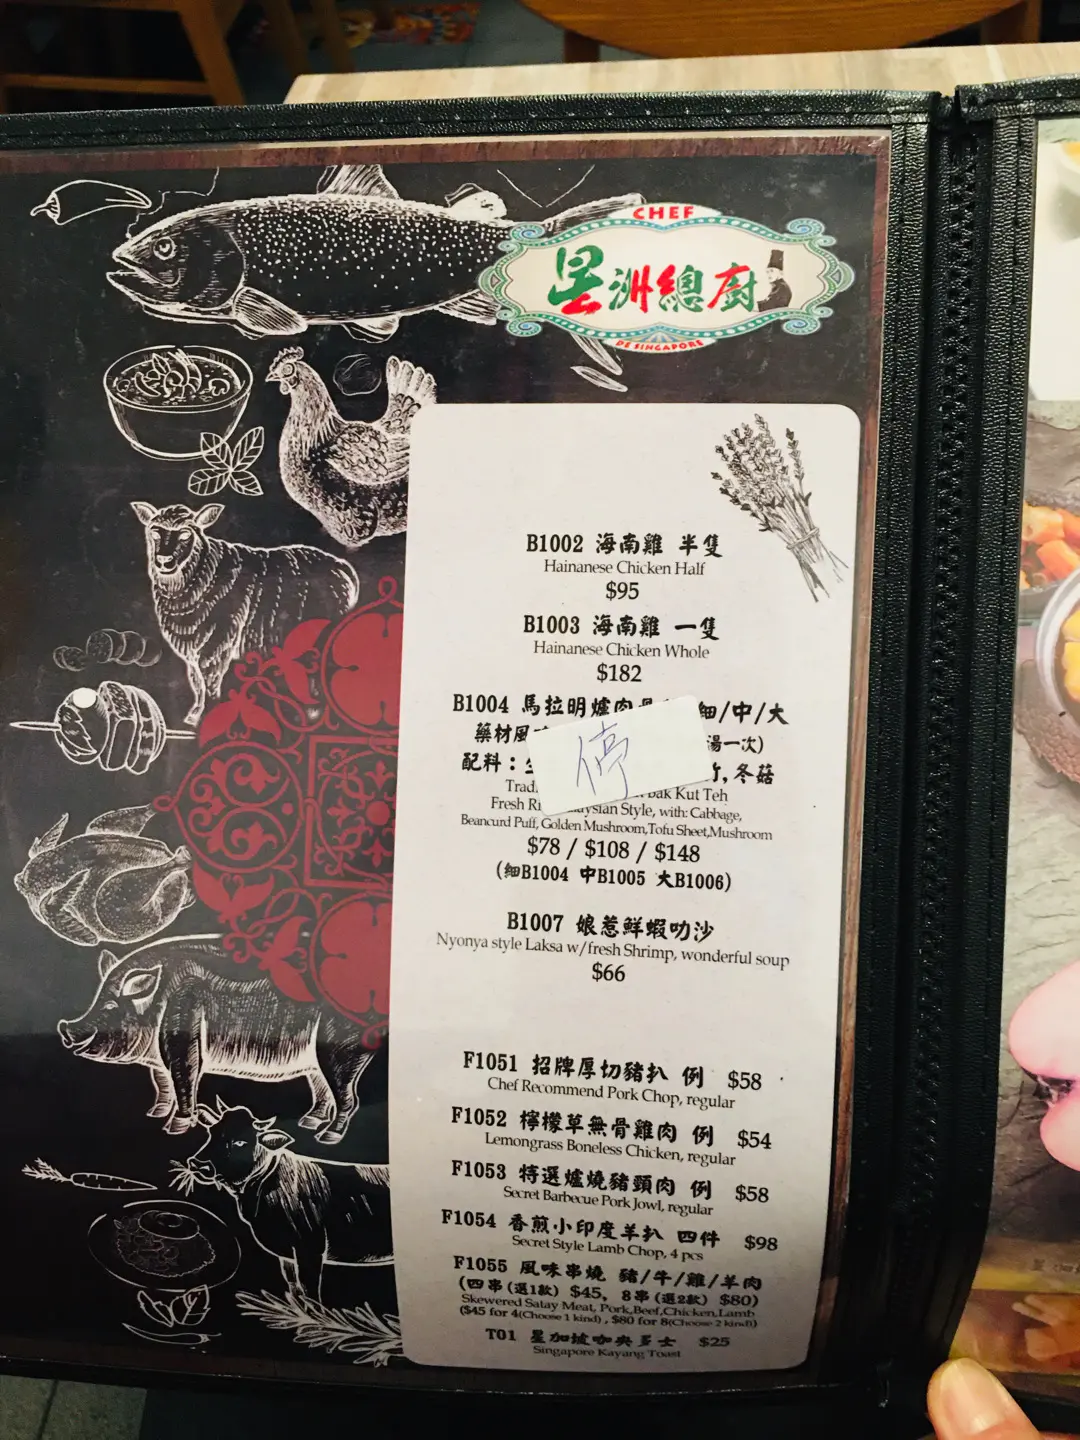 CHEF
星洲總廚
DE SINGAPORE
B1002 海南雞 半隻
Hainanese Chicken Half
$95
B1003 海南雞 一隻
Hainanese Chicken Whole
$182
B1004 馬拉明爐肉骨 細/中/大
藥材風 湯一次)
停
配料： 竹,冬菇
Bak Kut Teh
Fresh Malaysian Style, with: Cabbage,
Beancurd Puff, Golden Mushroom,Tofu Sheet,Mushroom
$78 / $108 / $148
(細B1004 中B1005 大B1006)
B1007 娘惹鮮蝦叻沙
Nyonya style Laksa w/fresh Shrimp, wonderful soup
$66
F1051 招牌厚切豬扒 例 $58
Chef Recommend Pork Chop, regular
F1052 檸檬草無骨雞肉 例 $54
Lemongrass Boneless Chicken, regular
F1053 特選爐燒豬頸肉 例 $58
Secret Barbecue Pork Jowl, regular
F1054 香煎小印度羊扒 四件 $98
Secret Style Lamb Chop, 4 pcs
F1055 風味串燒 豬/牛/雞/羊肉
(四串(選1款) $45, 8串(選2款) $80)
Skewered Satay Meat, Pork,Beef,Chicken,Lamb
($45 for 4(Choose 1 kind) , $80 for 8(Choose 2 kind))
T01 星加坡咖央多士 $25
Singapore Kayang Toast